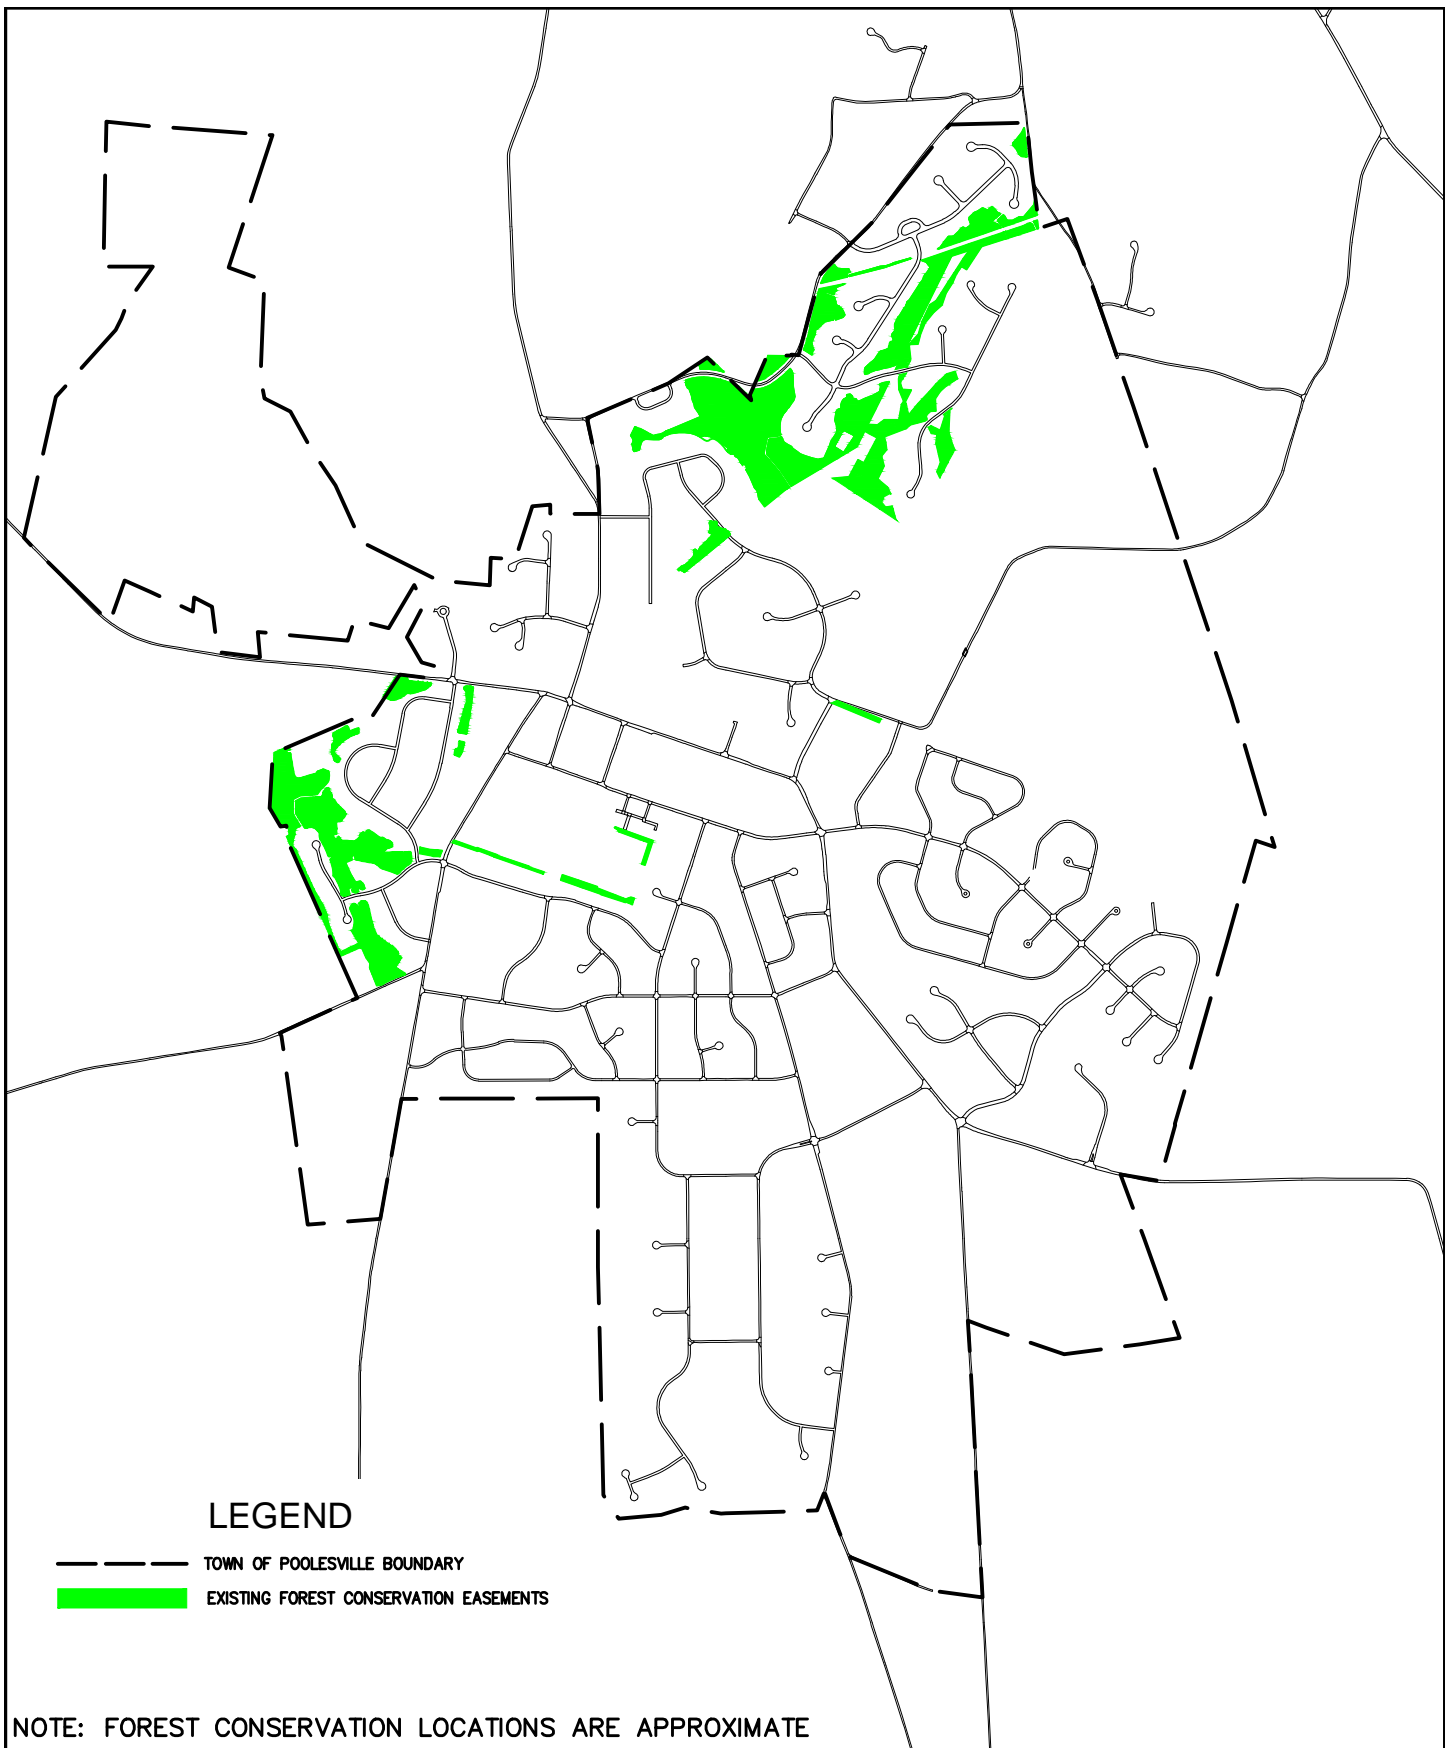 LEGEND
TOWN OF POOLESVILLE BOUNDARY
EXISTING FOREST CONSERVATION EASEMENTS
NOTE: FOREST CONSERVATION LOCATIONS ARE APPROXIMATE